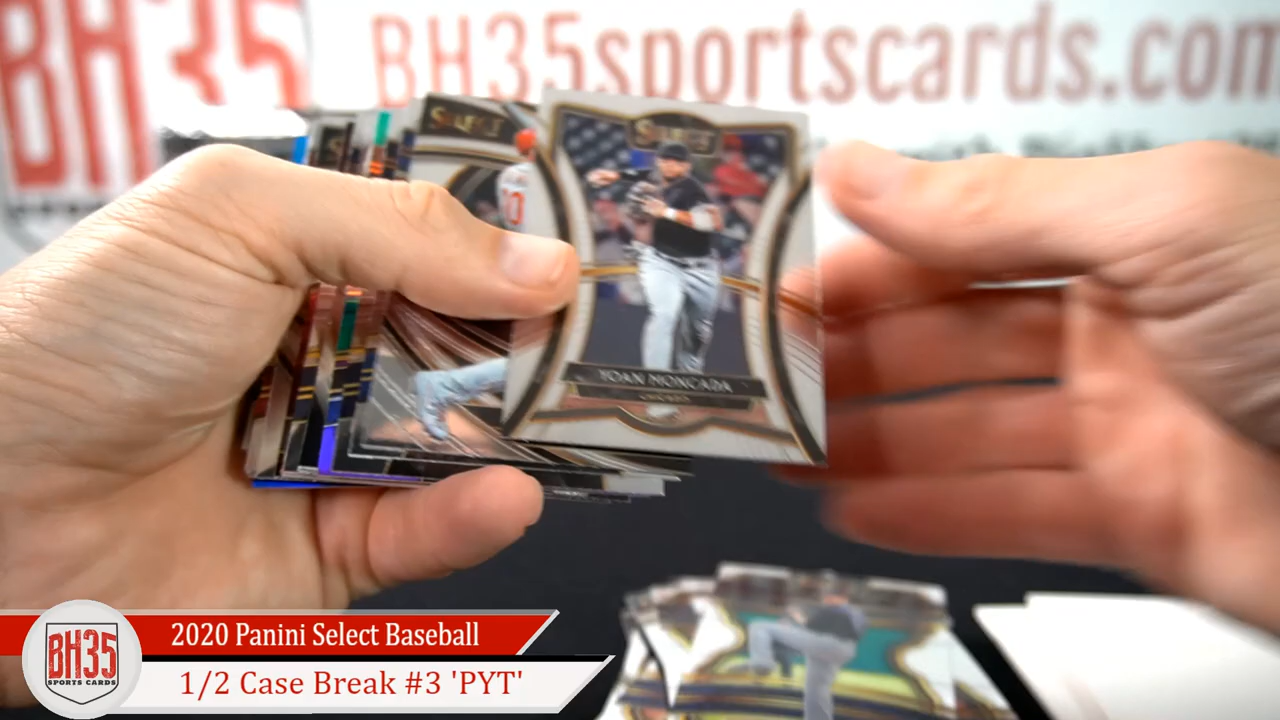 BH35
BH35sportscards.com
SELECT
SELECT
YOAN MONCADA
CHICAGO
BH35
SPORTS CARDS
2020 Panini Select Baseball
1/2 Case Break #3 'PYT'